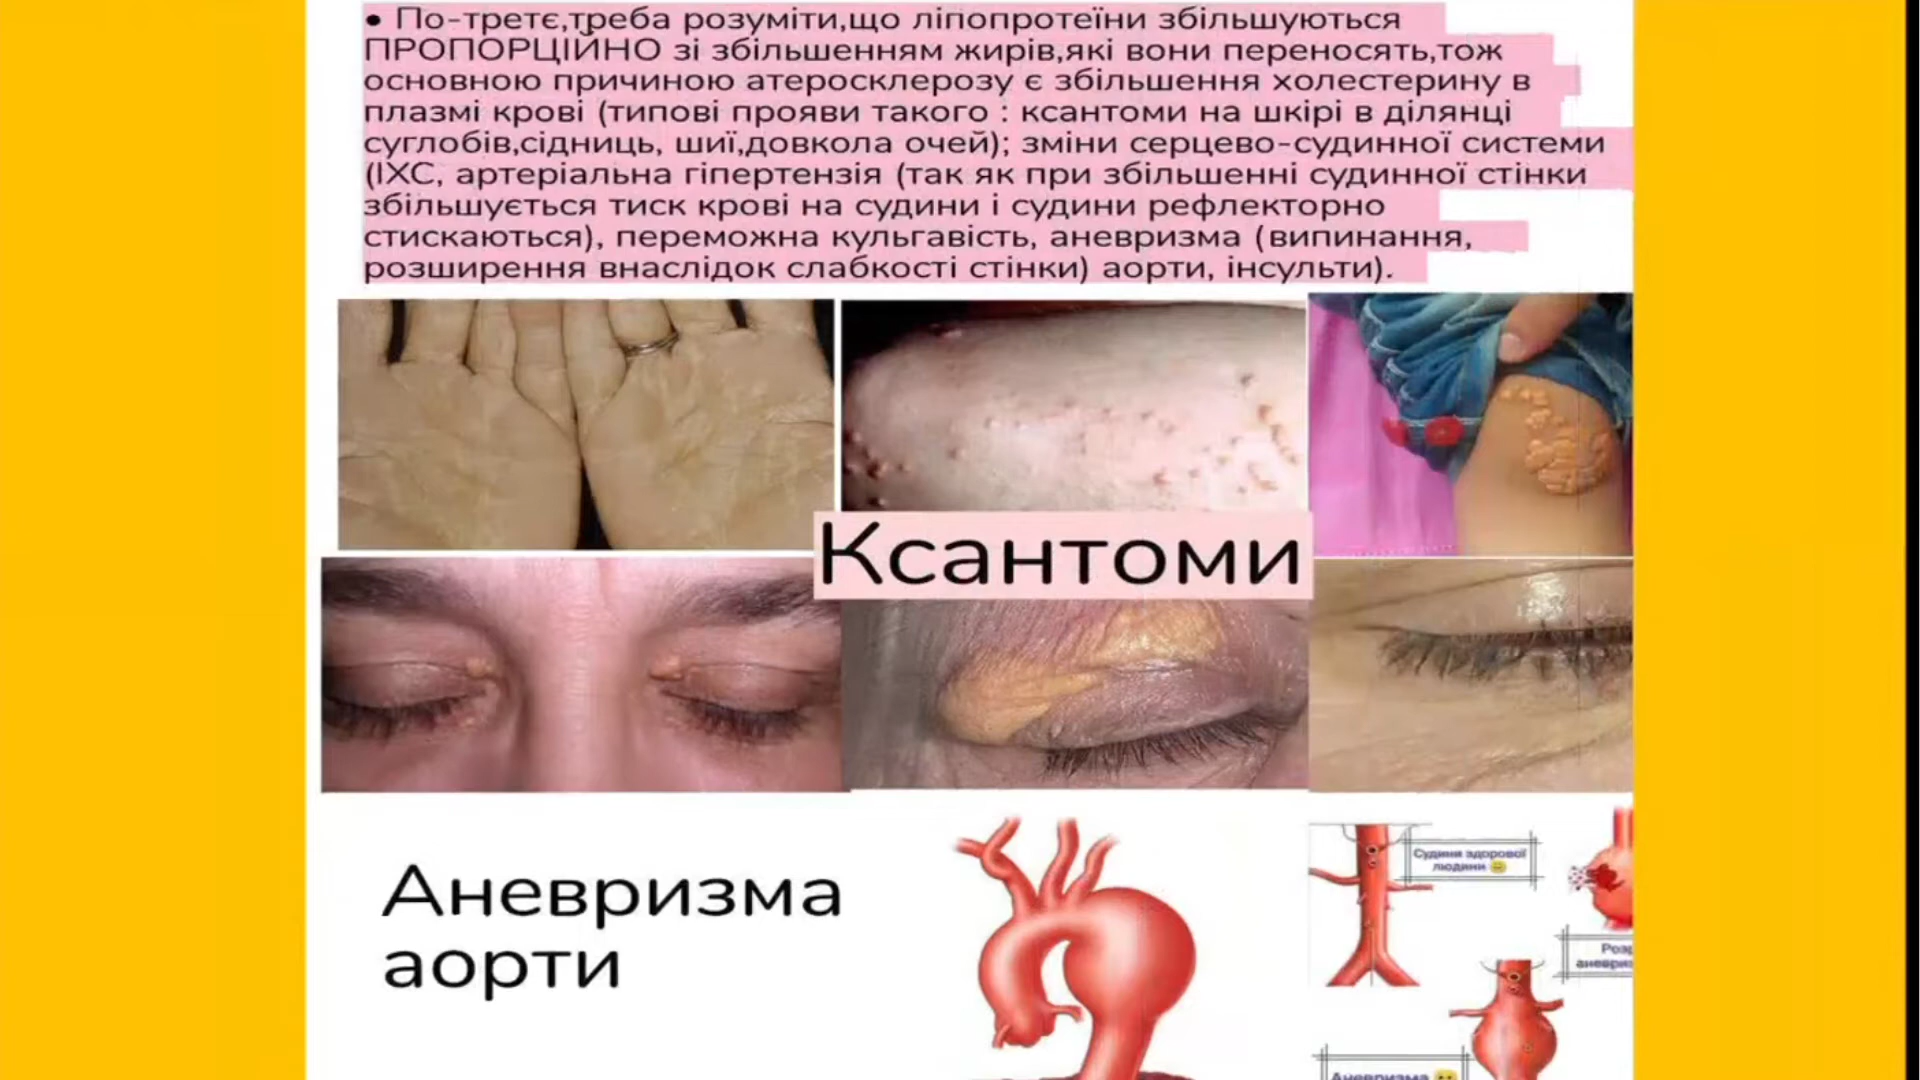 • По-третє,треба розуміти,що ліпопротеїни збільшуються
ПРОПОРЦІЙНО зі збільшенням жирів,які вони переносять,тож
основною причиною атеросклерозу є збільшення холестерину в
плазмі крові (типові прояви такого : ксантоми на шкірі в ділянці
суглобів,сідниць, шиї,довкола очей); зміни серцево-судинної системи
(ІХС, артеріальна гіпертензія (так як при збільшенні судинної стінки
збільшується тиск крові на судини і судини рефлекторно
стискаються), переможна кульгавість, аневризма (випинання,
розширення внаслідок слабкості стінки) аорти, інсульти).
Ксантоми
Аневризма
аорти
Судини здорової
людини
Аневризма